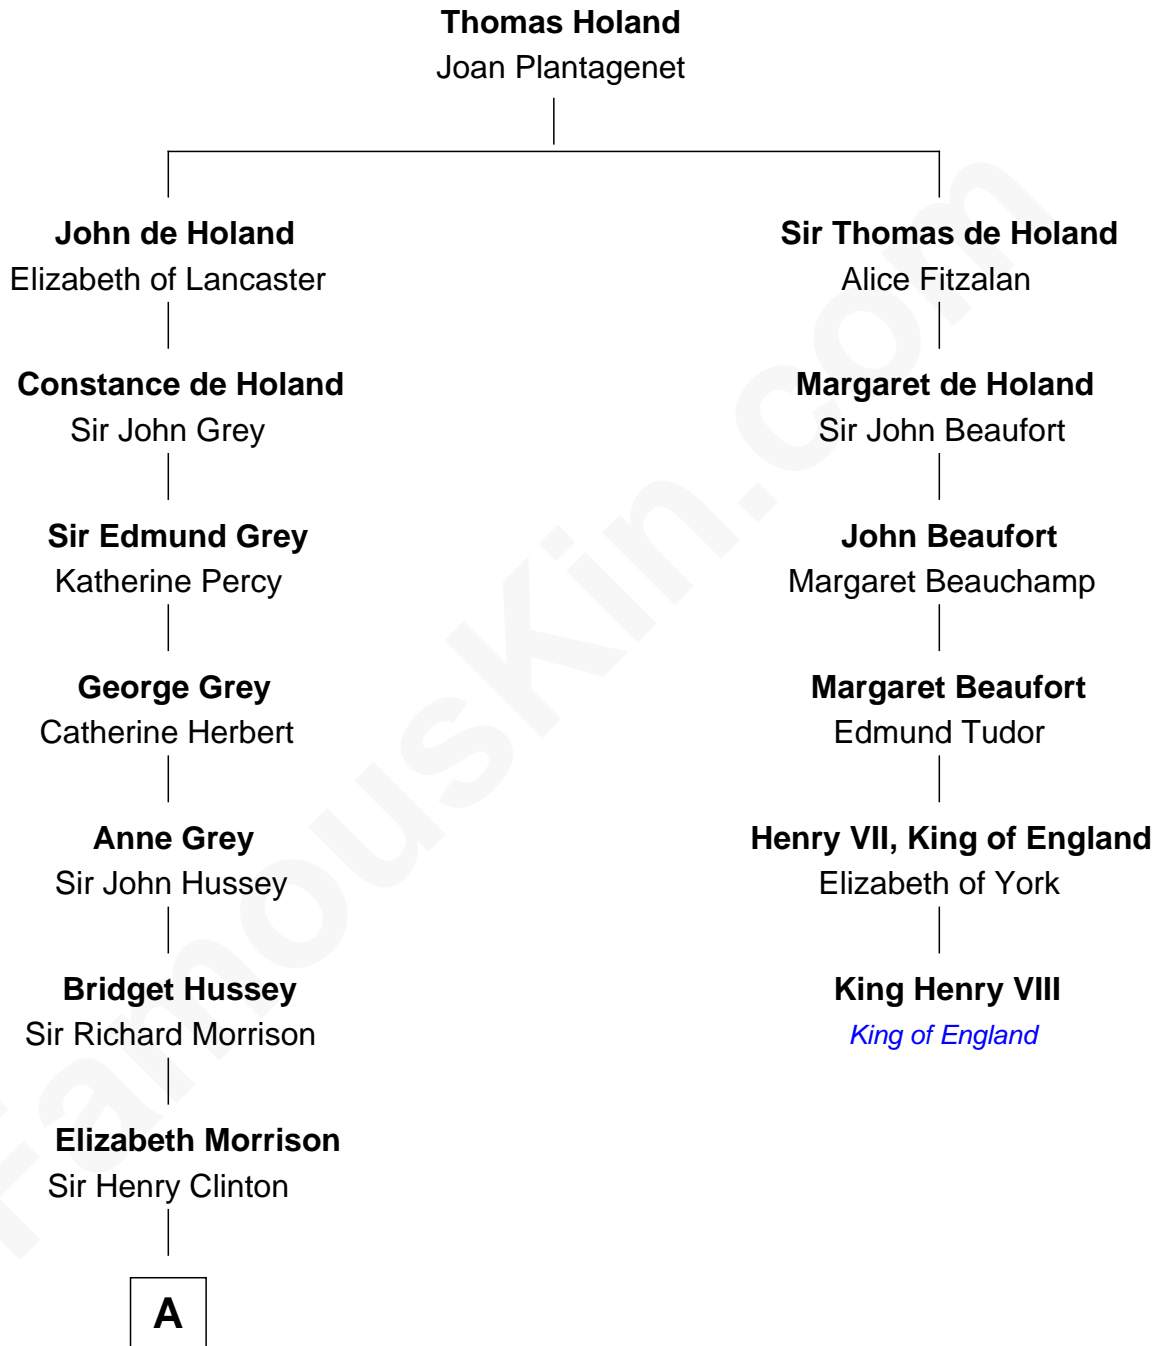 Thomas Holand
Joan Plantagenet
John de Holand
Elizabeth of Lancaster
Sir Thomas de Holand
Alice Fitzalan
Constance de Holand
Sir John Grey
Margaret de Holand
Sir John Beaufort
Sir Edmund Grey
Katherine Percy
John Beaufort
Margaret Beauchamp
George Grey
Catherine Herbert
Margaret Beaufort
Edmund Tudor
Anne Grey
Sir John Hussey
Henry VII, King of England
Elizabeth of York
Bridget Hussey
Sir Richard Morrison
King Henry VIII
King of England
Elizabeth Morrison
Sir Henry Clinton
A
FamousKin.com